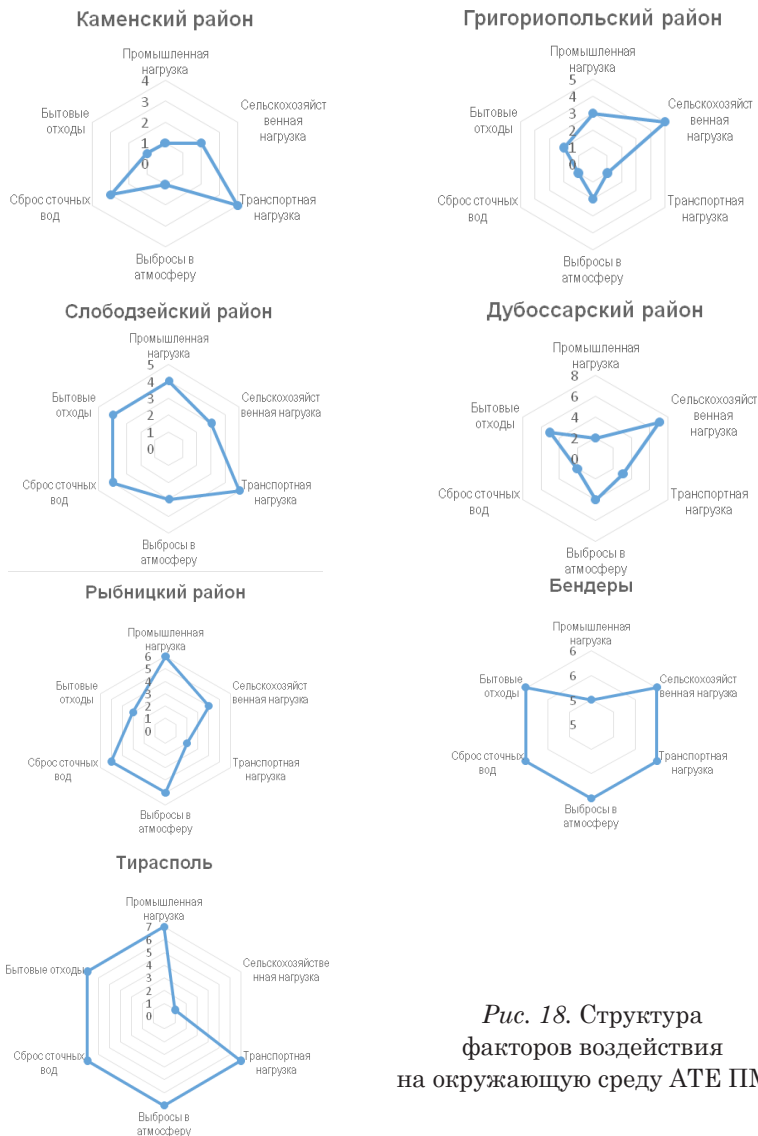 Каменский район
Промышленная
нагрузка
4
3
2
1
0
Сельскохозяйст
венная
нагрузка
Транспортная
нагрузка
Выбросы в
атмосферу
Сброс сточных
вод
Бытовые
отходы
Григориопольский район
Промышленная
нагрузка
5
4
3
2
1
0
Сельскохозяйст
венная
нагрузка
Транспортная
нагрузка
Выбросы в
атмосферу
Сброс сточных
вод
Бытовые
отходы
Слободзейский район
Промышленная
нагрузка
5
4
3
2
1
0
Сельскохозяйст
венная нагрузка
Транспортная
нагрузка
Выбросы в
атмосферу
Сброс сточных
вод
Бытовые
отходы
Дубоссарский район
Промышленная
нагрузка
8
6
4
2
0
Сельскохозяйст
венная
нагрузка
Транспортная
нагрузка
Выбросы в
атмосферу
Сброс сточных
вод
Бытовые
отходы
Рыбницкий район
Промышленная
нагрузка
6
5
4
3
2
1
0
Сельскохозяйст
венная нагрузка
Транспортная
нагрузка
Выбросы в
атмосферу
Сброс сточных
вод
Бытовые
отходы
Бендеры
Промышленная
нагрузка
6
6
5
5
Сельскохозяйст
венная нагрузка
Транспортная
нагрузка
Выбросы в
атмосферу
Сброс сточных
вод
Бытовые
отходы
Тирасполь
Промышленная
нагрузка
7
6
5
4
3
2
1
0
Сельскохозяйстве
нная нагрузка
Транспортная
нагрузка
Выбросы в
атмосферу
Сброс сточных
вод
Бытовые отходы
Рис. 18. Структура
факторов воздействия
на окружающую среду АТЕ